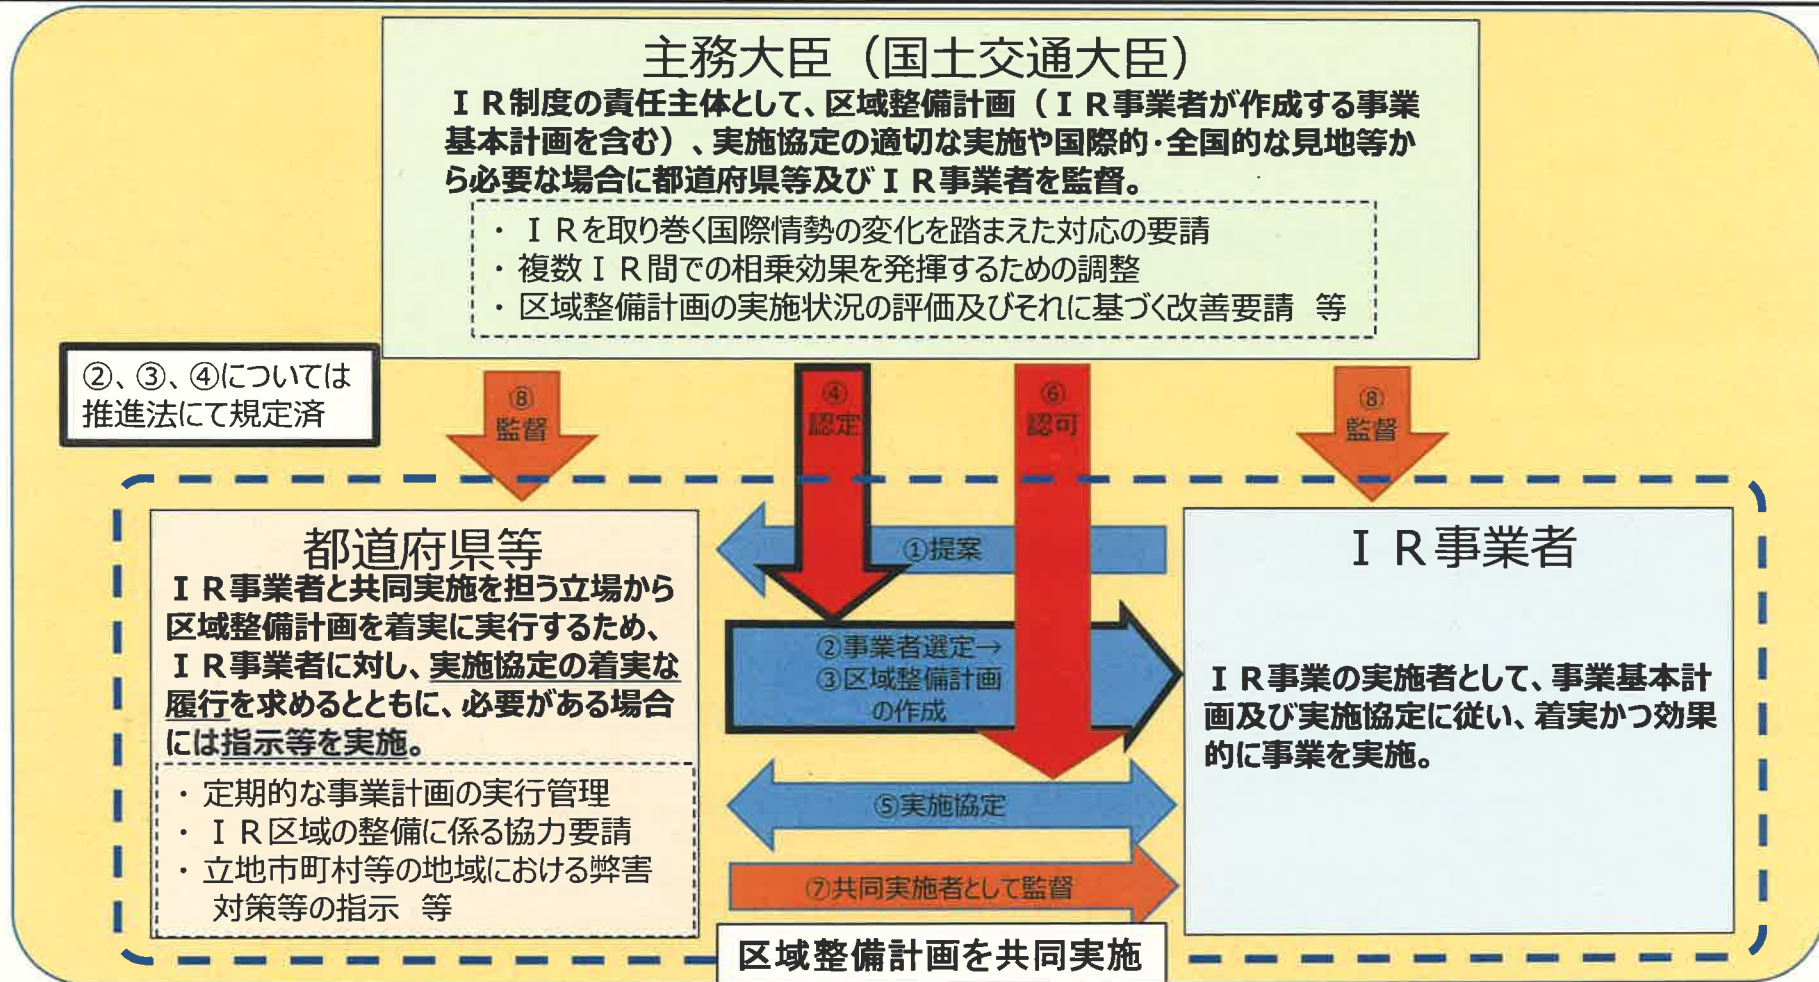 主務大臣（国土交通大臣）
ＩＲ制度の責任主体として、区域整備計画（ＩＲ事業者が作成する事業
基本計画を含む）、実施協定の適切な実施や国際的・全国的な見地等か
ら必要な場合に都道府県等及びＩＲ事業者を監督。
・ ＩＲを取り巻く国際情勢の変化を踏まえた対応の要請
・ 複数ＩＲ間での相乗効果を発揮するための調整
・ 区域整備計画の実施状況の評価及びそれに基づく改善要請　等
②、③、④については
推進法にて規定済
⑧
監督
④
認定
⑥
認可
⑧
監督
都道府県等
ＩＲ事業者と共同実施を担う立場から
区域整備計画を着実に実行するため、
ＩＲ事業者に対し、実施協定の着実な
履行を求めるとともに、必要がある場合
には指示等を実施。
・ 定期的な事業計画の実行管理
・ ＩＲ区域の整備に係る協力要請
・ 立地市町村等の地域における弊害
対策等の指示　等
①提案
②事業者選定→
③区域整備計画
の作成
⑤実施協定
⑦共同実施者として監督
ＩＲ事業者
ＩＲ事業の実施者として、事業基本計
画及び実施協定に従い、着実かつ効果
的に事業を実施。
区域整備計画を共同実施